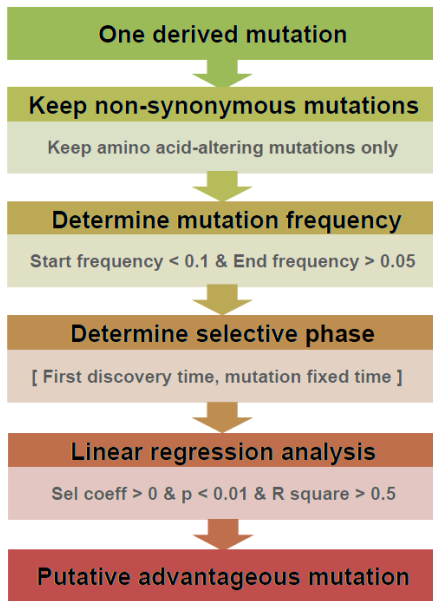 One derived mutation
Keep non-synonymous mutations
Keep amino acid-altering mutations only
Determine mutation frequency
Start frequency < 0.1 & End frequency > 0.05
Determine selective phase
[ First discovery time, mutation fixed time ]
Linear regression analysis
Sel coeff > 0 & p < 0.01 & R square > 0.5
Putative advantageous mutation